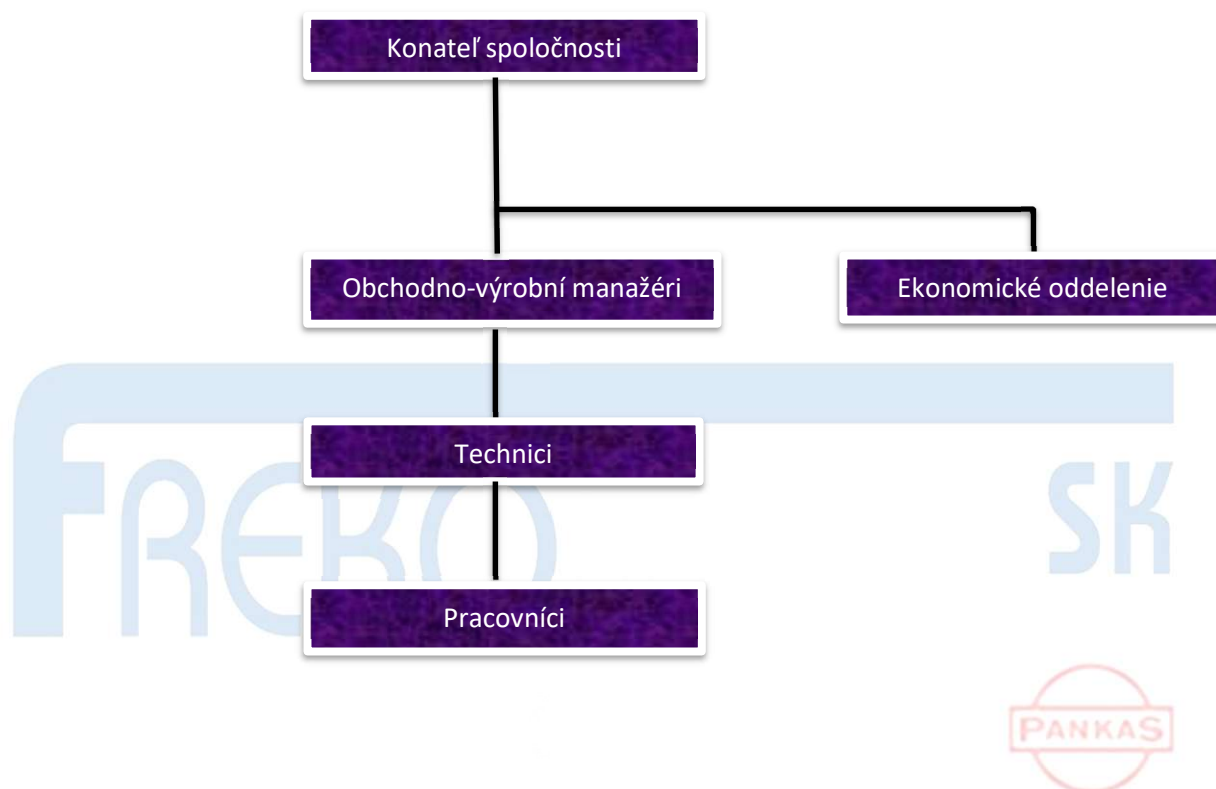 Konateľ spoločnosti
Obchodno-výrobní manažéri
Ekonomické oddelenie
Technici
FREKO
SK
Pracovníci
PANKAS